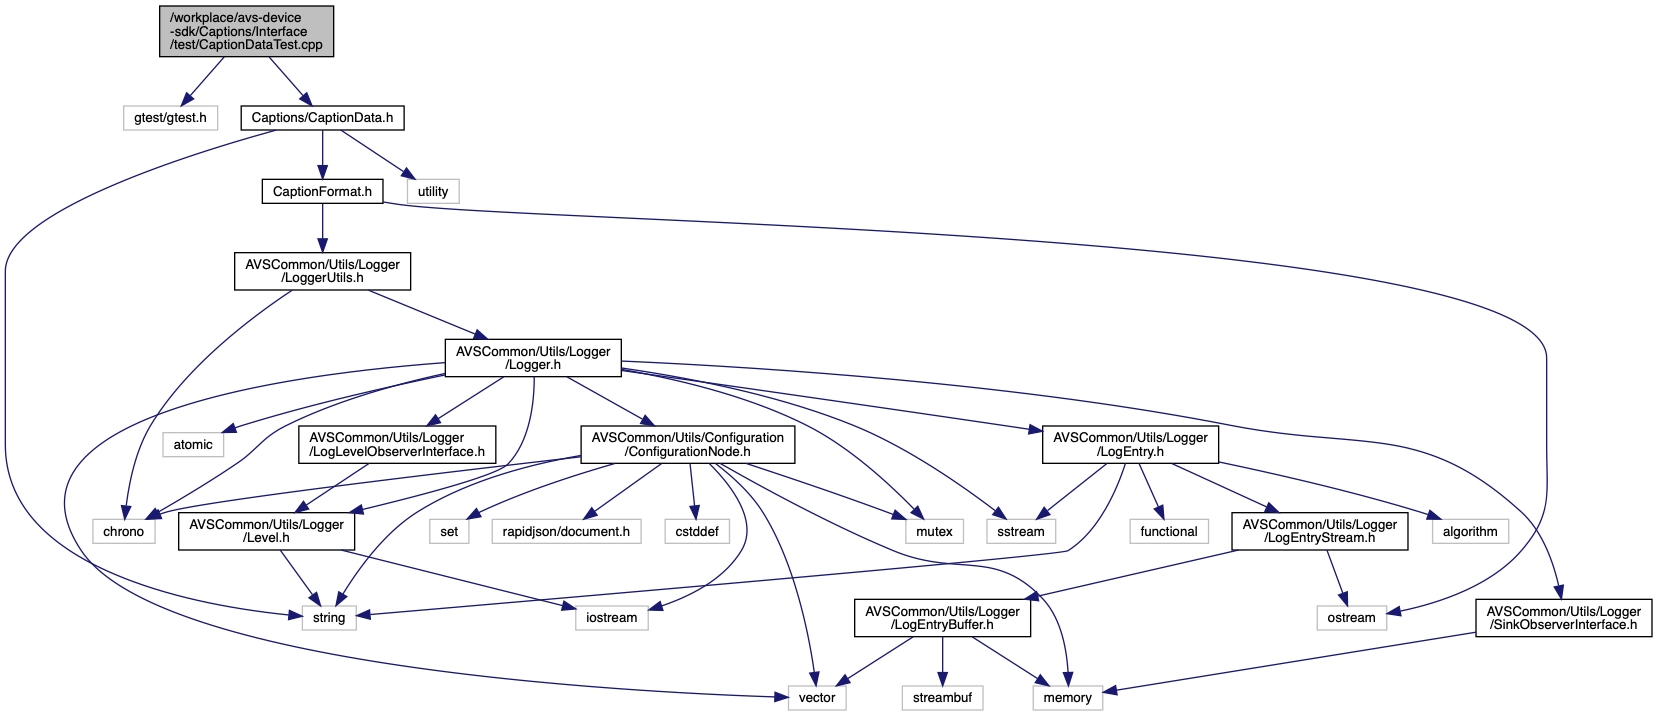 /workplace/avs-device
-sdk/Captions/Interface
/test/CaptionDataTest.cpp
gtest/gtest.h
Captions/CaptionData.h
CaptionFormat.h
utility
AVSCommon/Utils/Logger
/LoggerUtils.h
AVSCommon/Utils/Logger
/Logger.h
atomic
AVSCommon/Utils/Logger
/LogLevelObserverInterface.h
AVSCommon/Utils/Configuration
/ConfigurationNode.h
AVSCommon/Utils/Logger
/LogEntry.h
chrono
AVSCommon/Utils/Logger
/Level.h
set
rapidjson/document.h
cstddef
mutex
sstream
functional
AVSCommon/Utils/Logger
/LogEntryStream.h
algorithm
string
iostream
AVSCommon/Utils/Logger
/LogEntryBuffer.h
ostream
AVSCommon/Utils/Logger
/SinkObserverInterface.h
vector
streambuf
memory